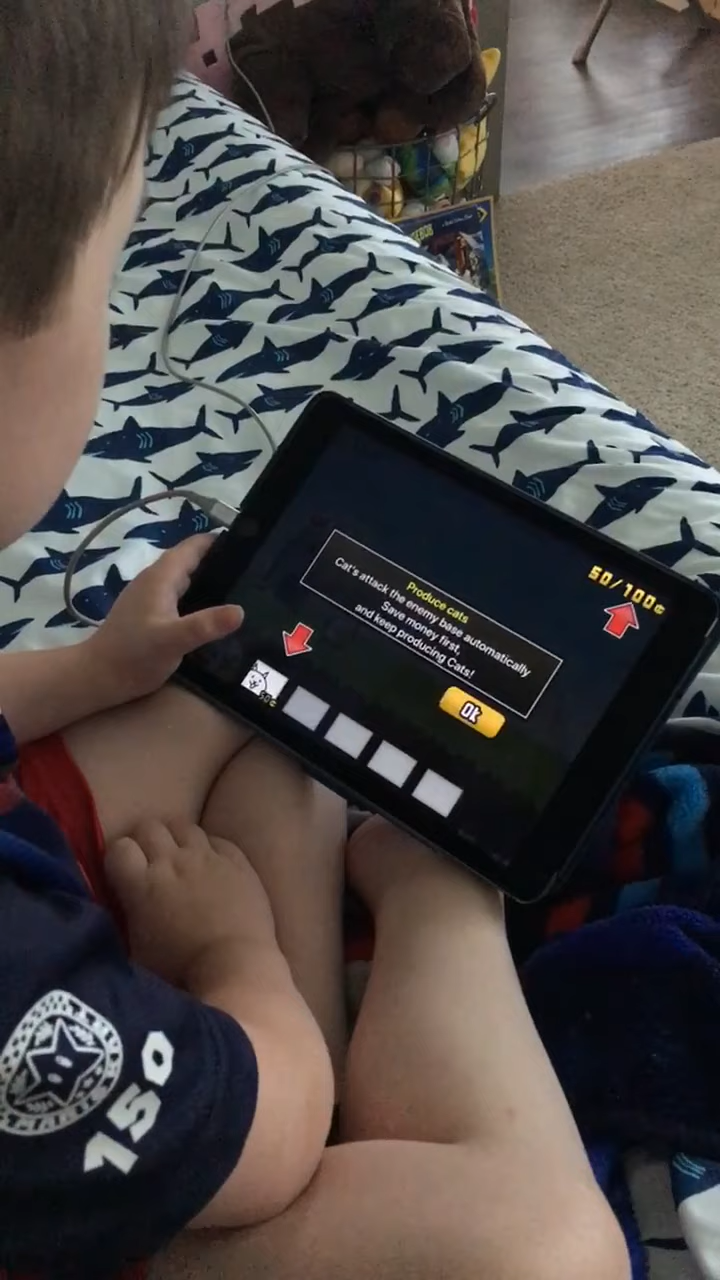 50/100¢
Produce cats
Cat's attack the enemy base automatically
Save money first,
and keep producing Cats!
Ok
50¢
150